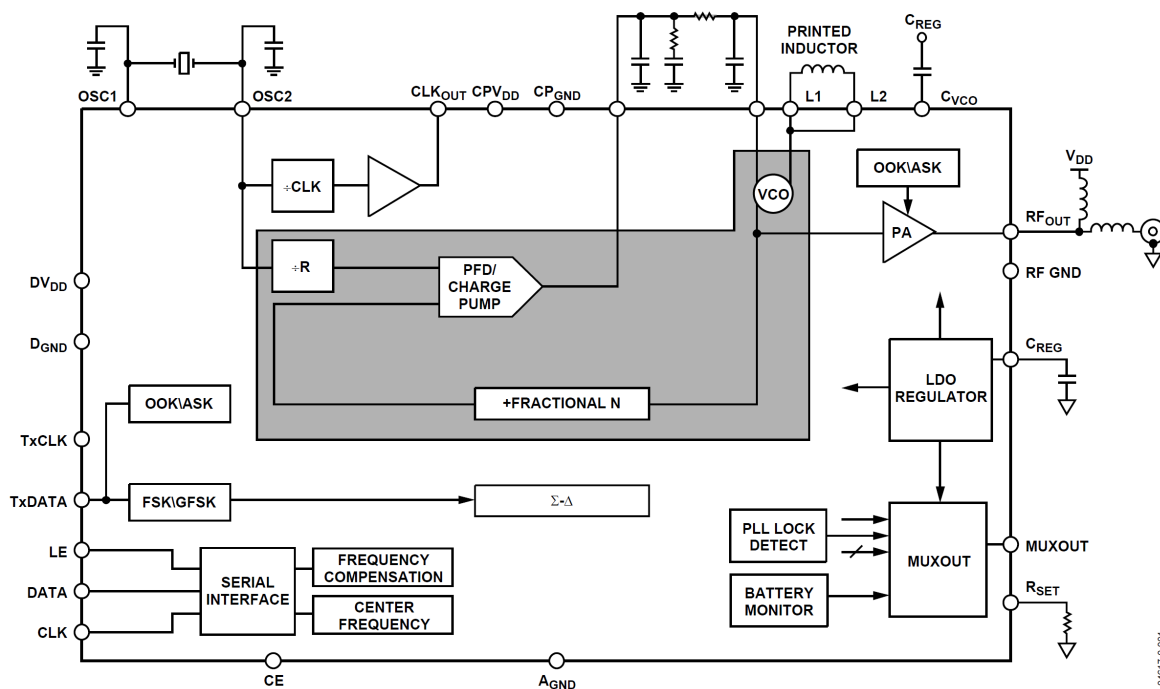 PRINTED
INDUCTOR
C_REG
OSC1
OSC2
CLK_OUT
CPV_DD
CP_GND
L1
L2
C_VCO
÷CLK
VCO
OOK\ASK
V_DD
PA
RF_OUT
÷R
PFD/
CHARGE
PUMP
RF GND
DV_DD
D_GND
C_REG
LDO
REGULATOR
+FRACTIONAL N
OOK\ASK
TxCLK
TxDATA
FSK\GFSK
Σ-Δ
PLL LOCK
DETECT
MUXOUT
MUXOUT
LE
DATA
CLK
SERIAL
INTERFACE
FREQUENCY
COMPENSATION
CENTER
FREQUENCY
BATTERY
MONITOR
R_SET
CE
A_GND